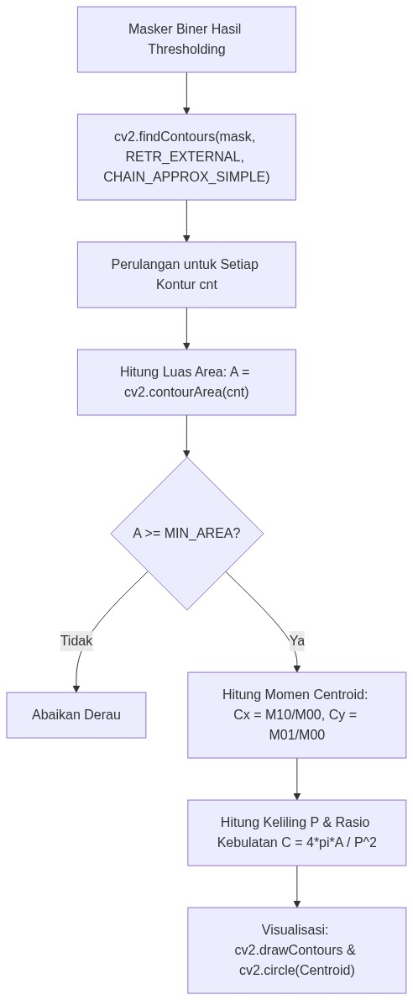 Masker Biner Hasil
Thresholding
cv2.findContours(mask,
RETR_EXTERNAL,
CHAIN_APPROX_SIMPLE)
Perulangan untuk Setiap
Kontur cnt
Hitung Luas Area: A =
cv2.contourArea(cnt)
A >= MIN_AREA?
Tidak
Ya
Abaikan Derau
Hitung Momen Centroid:
Cx = M10/M00, Cy =
M01/M00
Hitung Keliling P & Rasio
Kebulatan C = 4*pi*A / P^2
Visualisasi:
cv2.drawContours &
cv2.circle(Centroid)